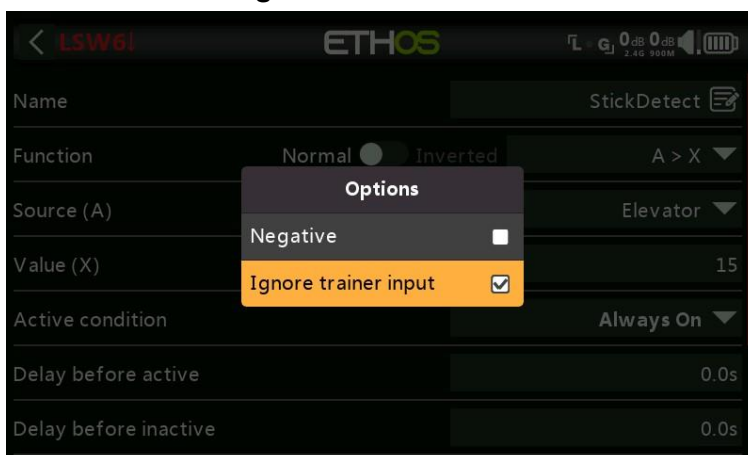 LSW6↓ ETHOS L G 0dB 0dB
2.4G 900M
Name StickDetect
Function Normal Inverted A > X
Options
Source (A) Elevator
Negative
Value (X) 15
Ignore trainer input
Active condition Always On
Delay before active 0.0s
Delay before inactive 0.0s